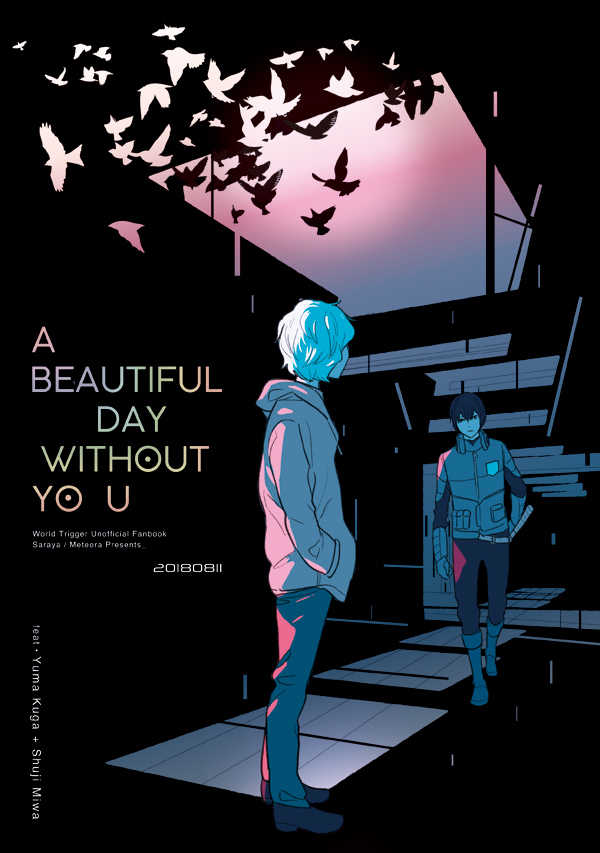 A
BEAUTIFUL
DAY
WITHOUT
YO U
World Trigger Unofficial Fanbook
Saraya / Meteora Presents_
20180811
feat・Yuma Kuga + Shuji Miwa